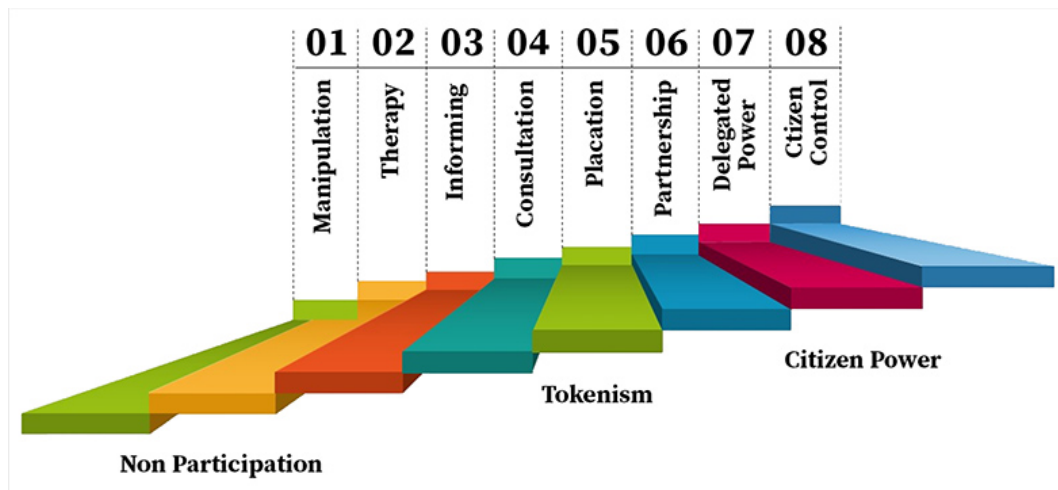 01 02 03 04 05 06 07 08
Manipulation
Therapy
Informing
Consultation
Placation
Partnership
Delegated
Power
Ctizen
Control
Citizen Power
Tokenism
Non Participation